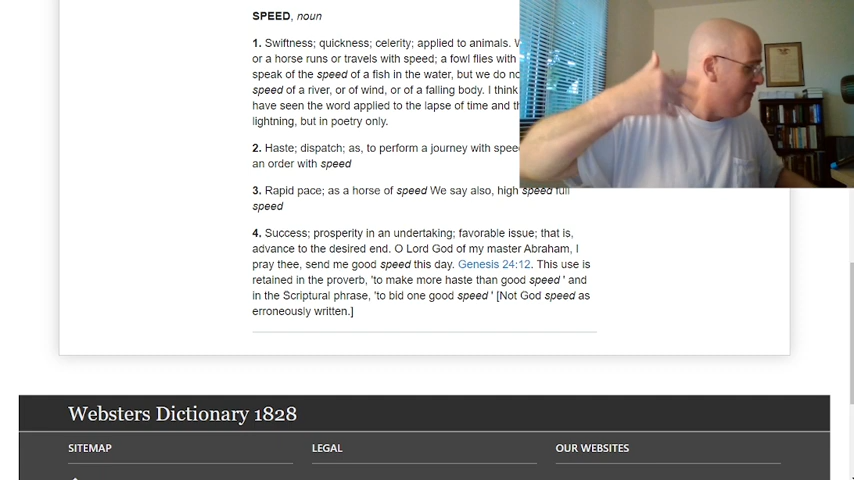 SPEED, noun
1. Swiftness; quickness; celerity; applied to animals.
or a horse runs or travels with speed; a fowl flies with
speak of the speed of a fish in the water, but we do
speed of a river, or of wind, or of a falling body. I think
have seen the word applied to the lapse of time and
lightning, but in poetry only.
2. Haste; dispatch; as, to perform a journey with
an order with speed
3. Rapid pace; as a horse of speed We say also, high speed full
speed
4. Success; prosperity in an undertaking; favorable issue; that is,
advance to the desired end. O Lord God of my master Abraham, I
pray thee, send me good speed this day. Genesis 24:12. This use is
retained in the proverb, 'to make more haste than good speed ' and
in the Scriptural phrase, 'to bid one good speed ' [Not God speed as
erroneously written.]
Websters Dictionary 1828
SITEMAP LEGAL OUR WEBSITES